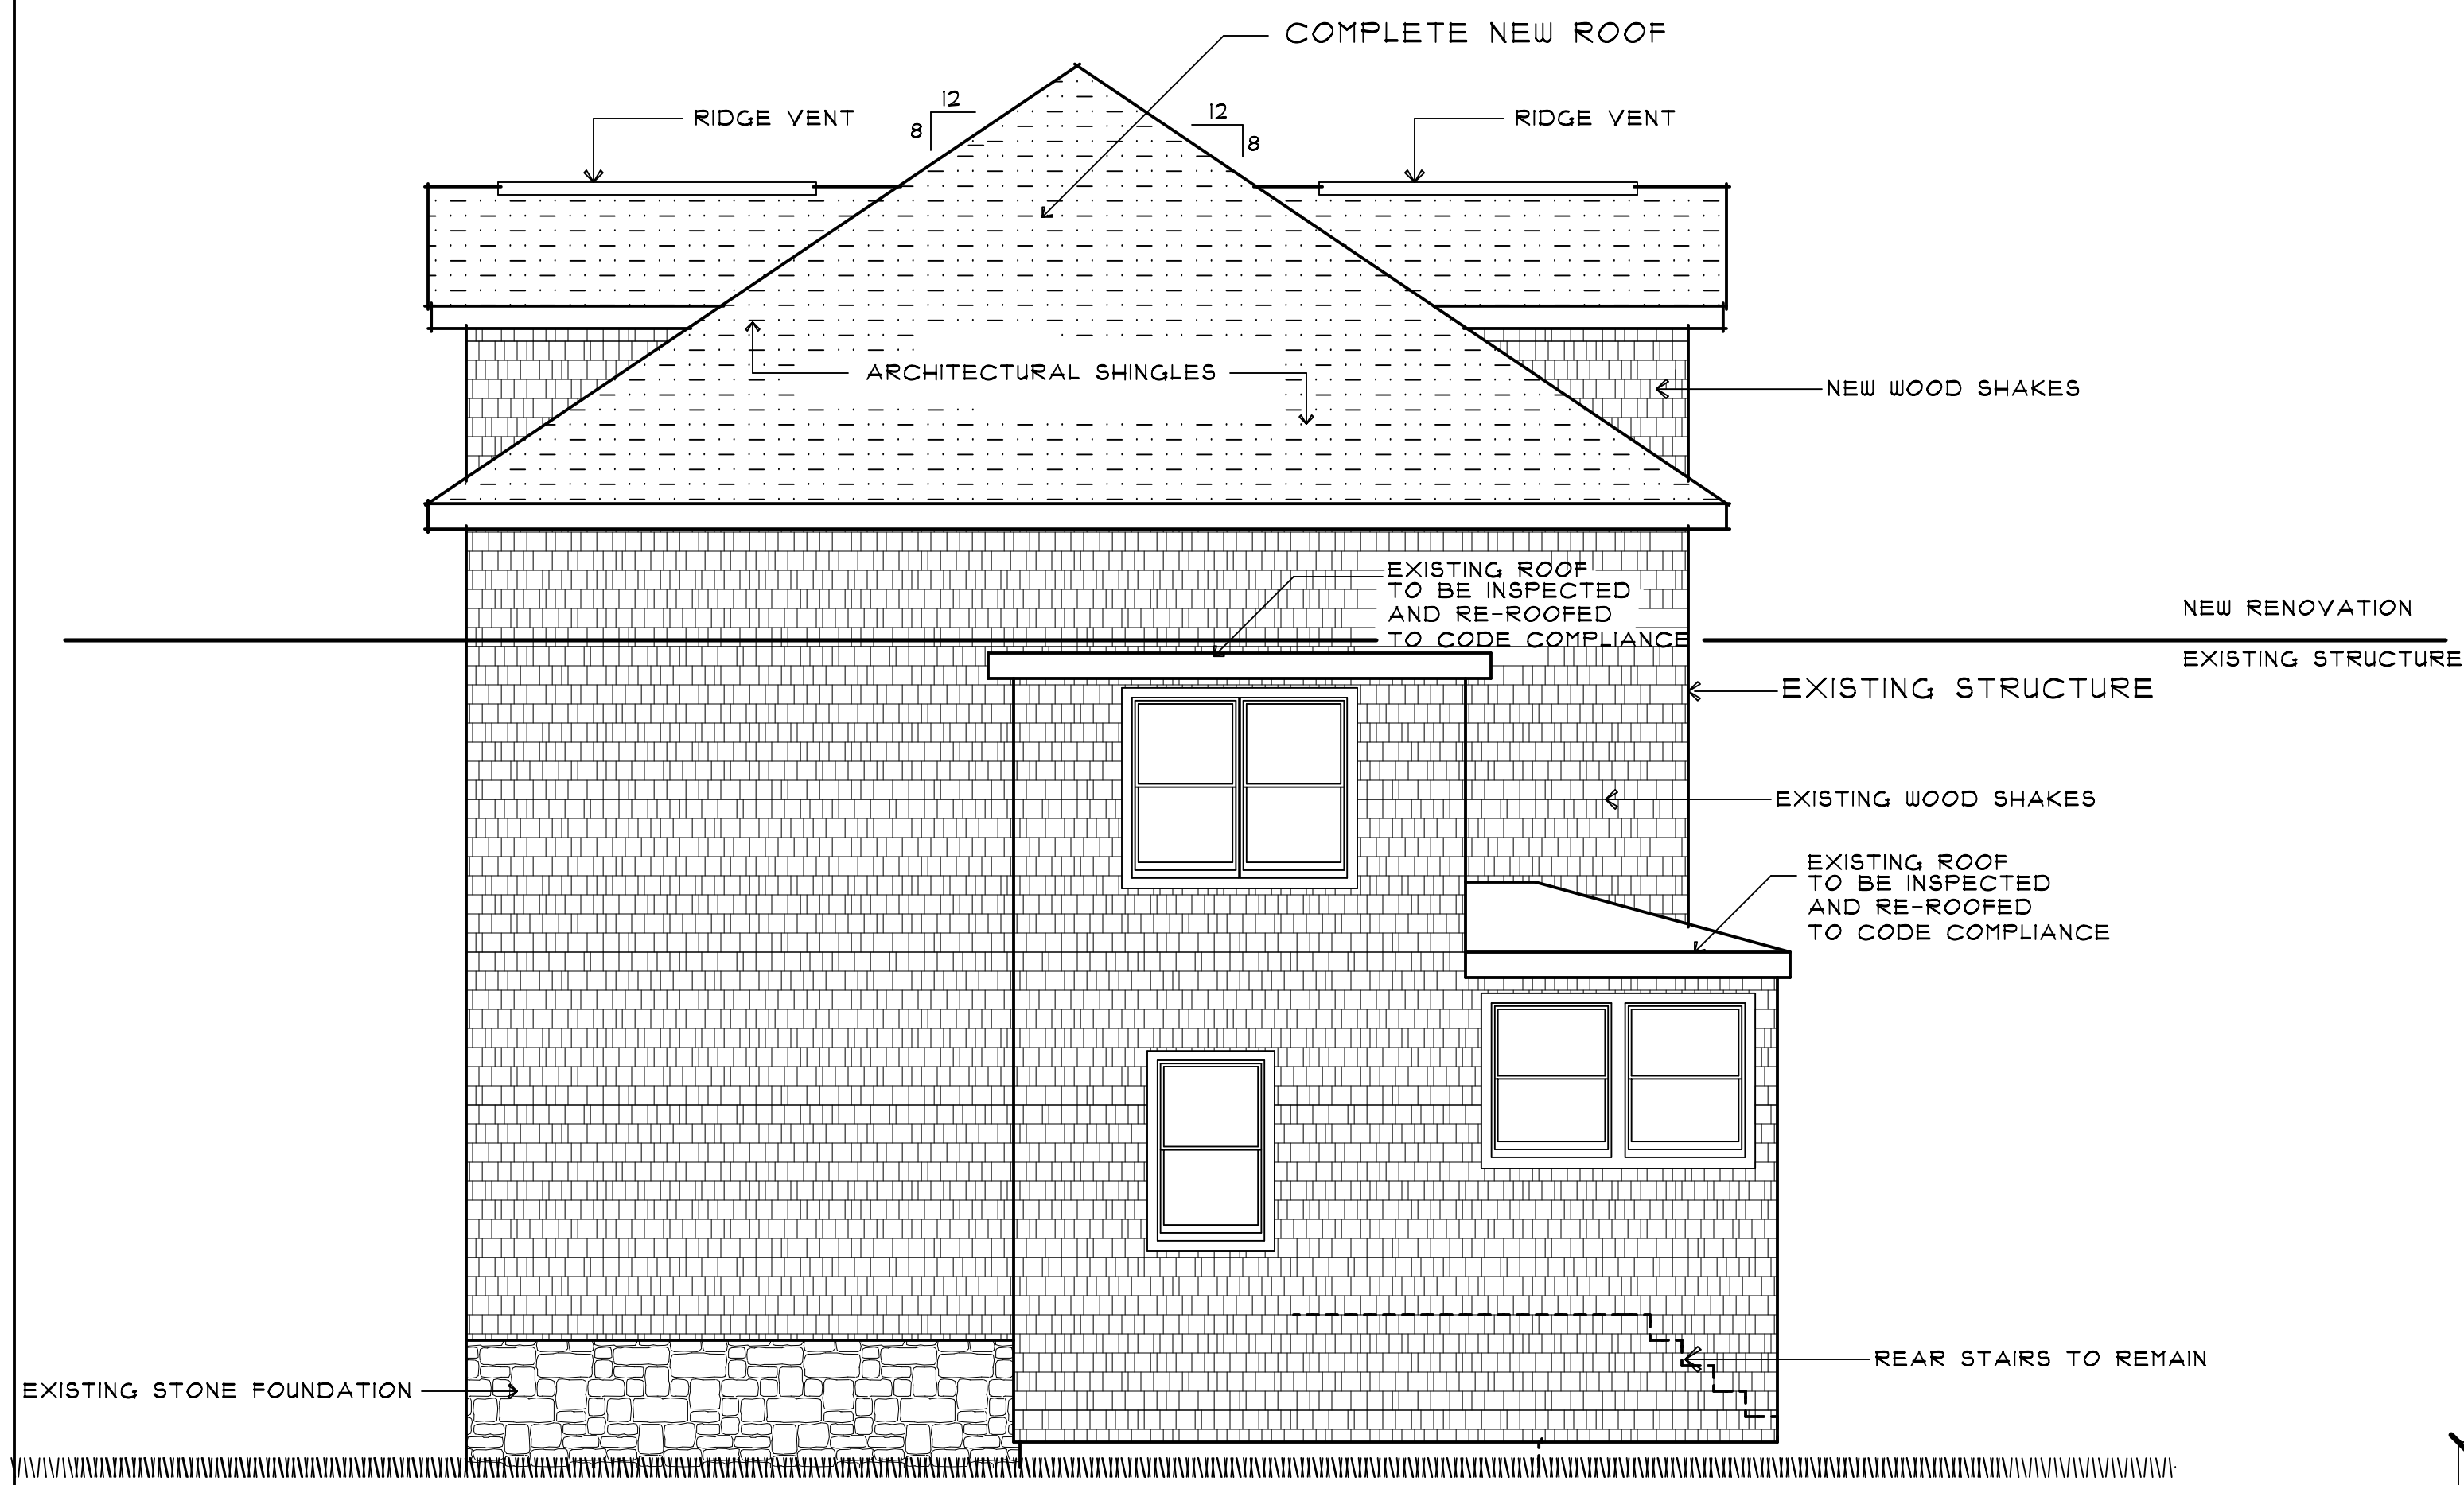 COMPLETE NEW ROOF
12
12
RIDGE VENT
RIDGE VENT
8
8
ARCHITECTURAL SHINGLES
NEW WOOD SHAKES
EXISTING ROOF
TO BE INSPECTED
AND RE-ROOFED
TO CODE COMPLIANCE
NEW RENOVATION
EXISTING STRUCTURE
EXISTING STRUCTURE
EXISTING WOOD SHAKES
EXISTING ROOF
TO BE INSPECTED
AND RE-ROOFED
TO CODE COMPLIANCE
REAR STAIRS TO REMAIN
EXISTING STONE FOUNDATION